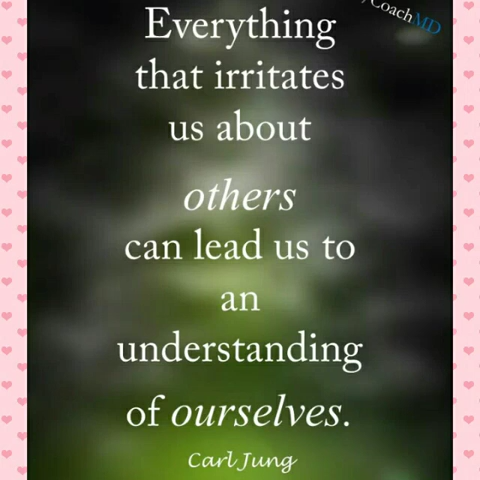 CoachMD
Everything
that irritates
us about
others
can lead us to
an
understanding
of ourselves.
Carl Jung